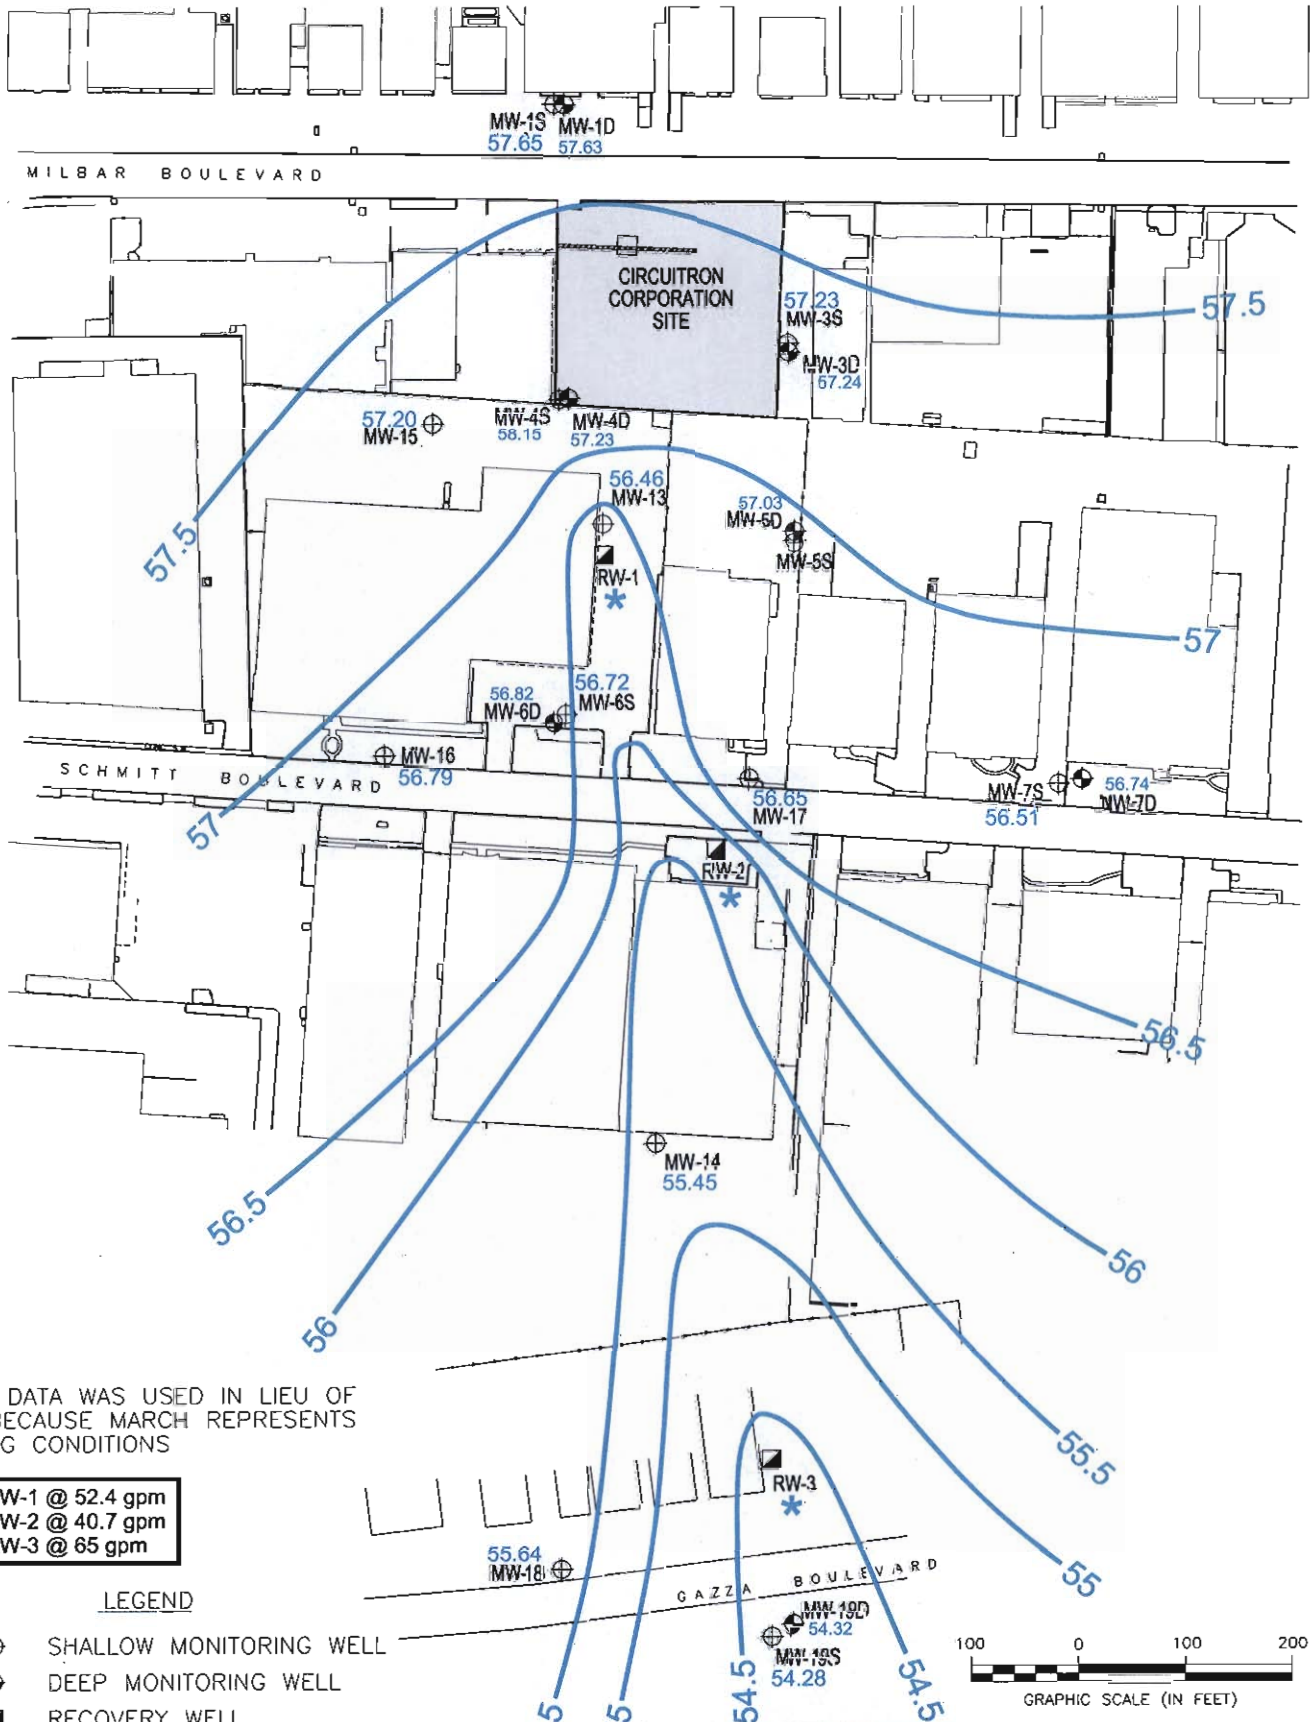 MW-1S MW-1D
57.65 57.63
MILBAR BOULEVARD
CIRCUITRON
CORPORATION
SITE
57.23
MW-3S
57.5
MW-3D
57.24
57.20
MW-15
MW-4S
58.15
MW-4D
57.23
56.46
MW-13
57.03
MW-5D
MW-5S
57.5
RW-1
*
57
56.82
MW-6D
56.72
MW-6S
MW-16
56.79
SCHMITT BOULEVARD
56.65
MW-17
MW-7S
56.51
56.74
MW-7D
57
RW-2
*
56.5
MW-14
55.45
56.5
56
56
DATA WAS USED IN LIEU OF
BECAUSE MARCH REPRESENTS
G CONDITIONS
55.5
RW-3
*
W-1 @ 52.4 gpm
W-2 @ 40.7 gpm
W-3 @ 65 gpm
55.64
MW-18
55
GAZZA BOULEVARD
LEGEND
MW-19D
54.32
MW-19S
54.28
SHALLOW MONITORING WELL
DEEP MONITORING WELL
RECOVERY WELL
5
5
54.5
54.5
100 0 100 200
GRAPHIC SCALE (IN FEET)